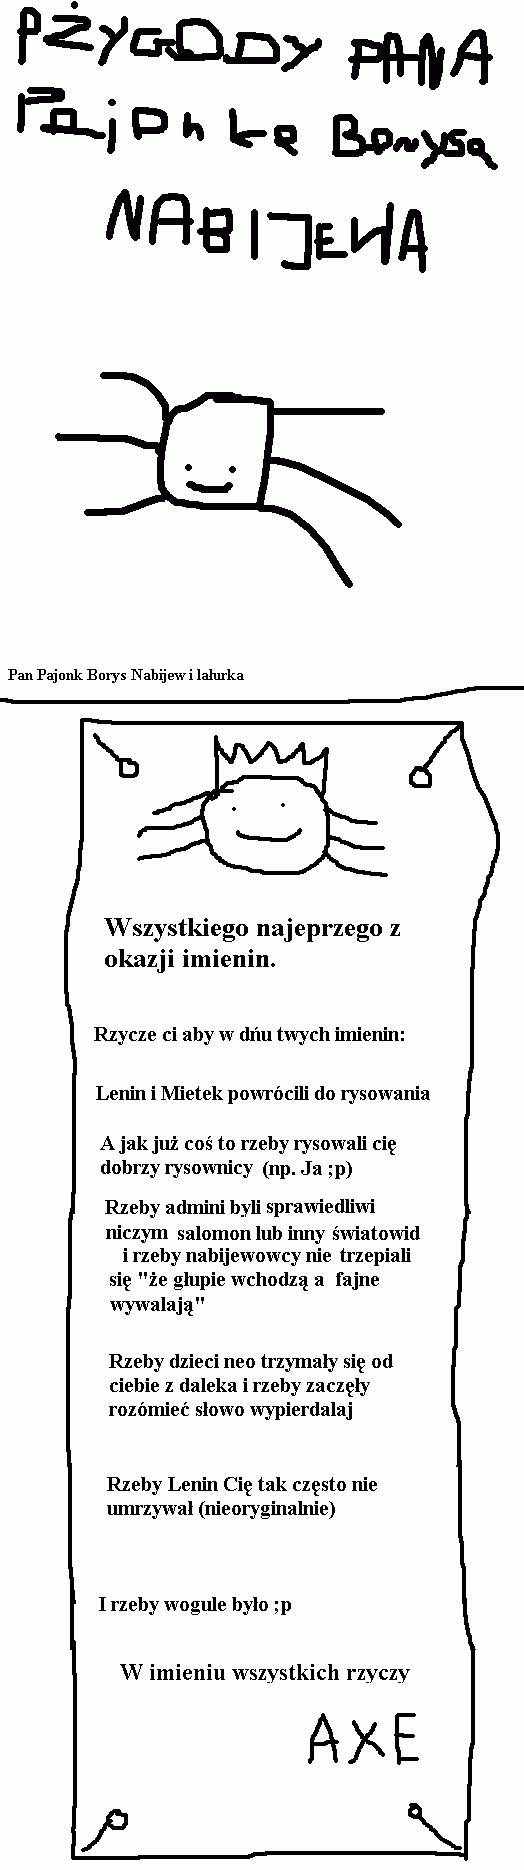 PŻYGODY PANA
Pajonka Borysa
NABIJEWA
Pan Pajonk Borys Nabijew i lałurka
Wszystkiego najeprzego z
okazji imienin.
Rzycze ci aby w dńu twych imienin:
Lenin i Mietek powrócili do rysowania
A jak już coś to rzeby rysowali cię
dobrzy rysownicy (np. Ja ;p)
Rzeby admini byli sprawiedliwi
niczym salomon lub inny światowid
i rzeby nabijewowcy nie trzepiali
się "że głupie wchodzą a fajne
wywalają"
Rzeby dzieci neo trzymały się od
ciebie z daleka i rzeby zaczęły
rozómieć słowo wypierdalaj
Rzeby Lenin Cię tak często nie
umrzywał (nieoryginalnie)
I rzeby wogule było ;p
W imieniu wszystkich rzyczy
AXE